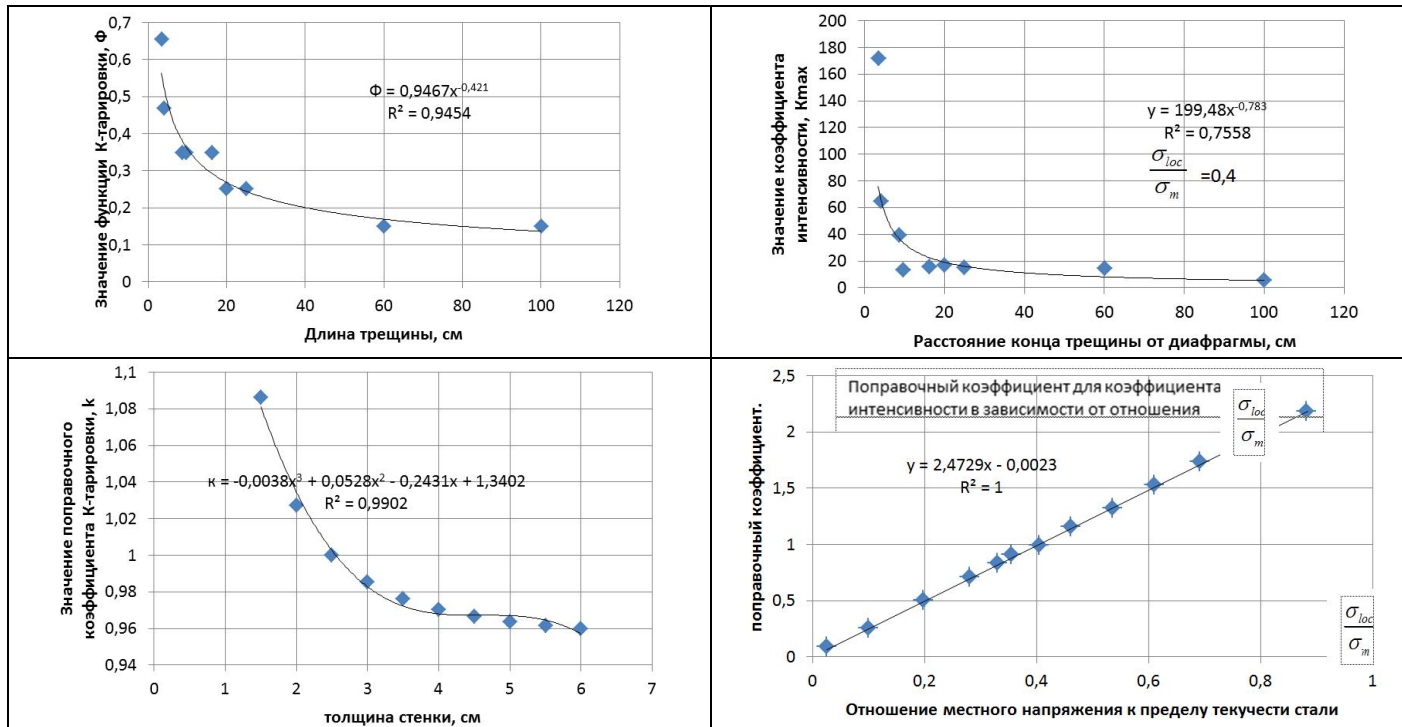 Значение функции К-тарировки, Ф
0,7
0,6
0,5
0,4
0,3
0,2
0,1
0
Ф = 0,9467x^-0,421
R² = 0,9454
0 20 40 60 80 100 120
Длина трещины, см
Значение коэффициента
интенсивности, Kmax
200
180
160
140
120
100
80
60
40
20
0
y = 199,48x^-0,783
R² = 0,7558
σloc
σm
=0,4
0 20 40 60 80 100 120
Расстояние конца трещины от диафрагмы, см
Значение поправочного
коэффициента К-тарировки, k
1,1
1,08
1,06
1,04
1,02
1
0,98
0,96
0,94
к = -0,0038x³ + 0,0528x² - 0,2431x + 1,3402
R² = 0,9902
0 1 2 3 4 5 6 7
толщина стенки, см
поправочный коэффициент.
2,5
2
1,5
1
0,5
0
Поправочный коэффициент для коэффициента
интенсивности в зависимости от отношения
σloc
σm
y = 2,4729x - 0,0023
R² = 1
σloc
σm
0 0,2 0,4 0,6 0,8 1
Отношение местного напряжения к пределу текучести стали